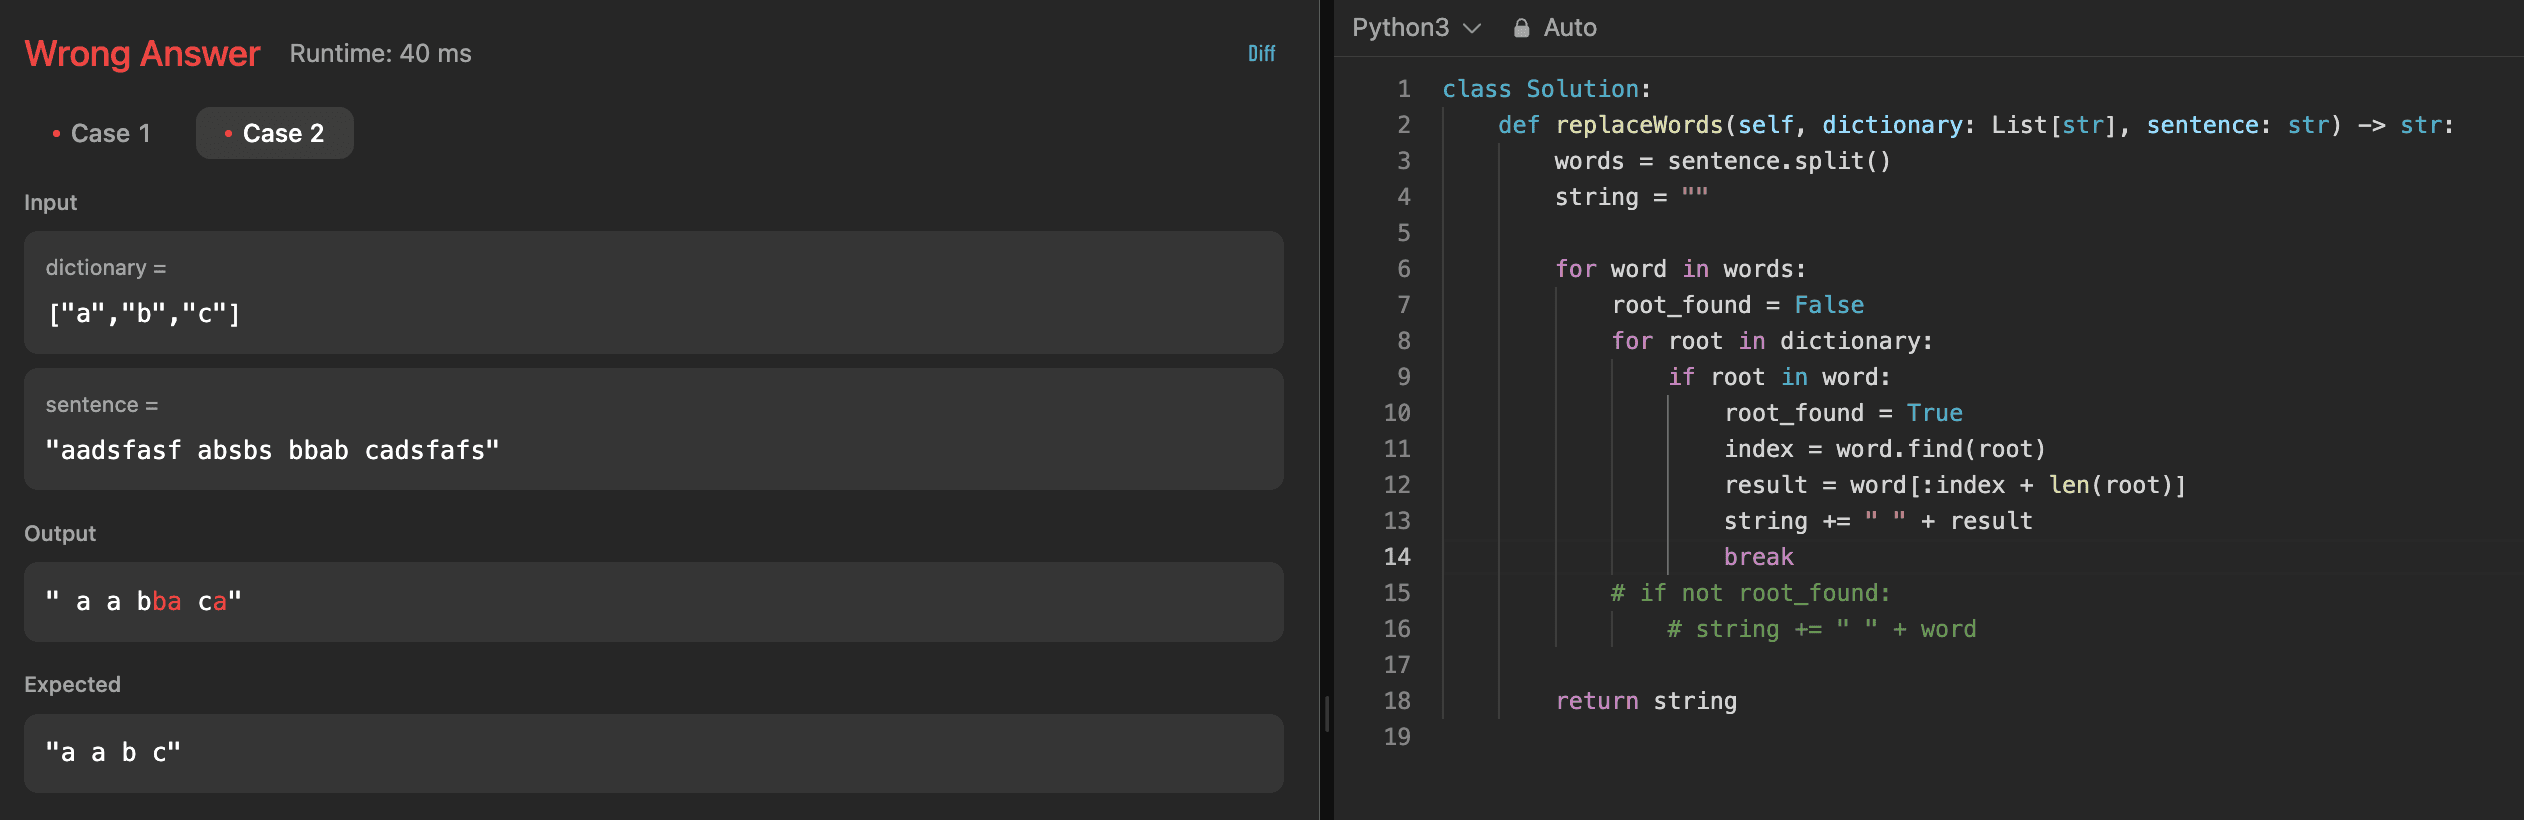 Wrong Answer Runtime: 40 ms Diff
• Case 1 • Case 2
Input
dictionary =
["a","b","c"]
sentence =
"aadsfasf absbs bbab cadsfafs"
Output
" a a bba ca"
Expected
"a a b c"
Python3 Auto
1 class Solution:
2     def replaceWords(self, dictionary: List[str], sentence: str) -> str:
3         words = sentence.split()
4         string = ""
5
6         for word in words:
7             root_found = False
8             for root in dictionary:
9                 if root in word:
10                     root_found = True
11                     index = word.find(root)
12                     result = word[:index + len(root)]
13                     string += " " + result
14                     break
15             # if not root_found:
16                 # string += " " + word
17
18         return string
19